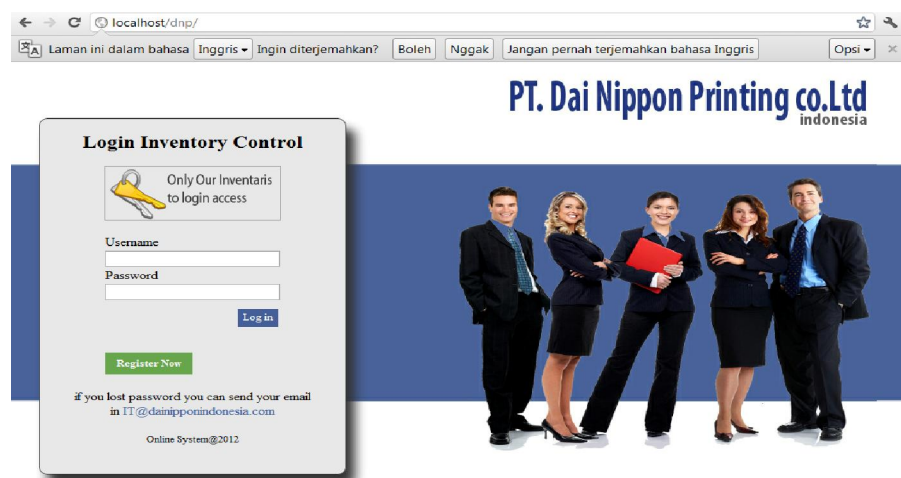 localhost/dnp/
Laman ini dalam bahasa Inggris Ingin diterjemahkan? Boleh Nggak Jangan pernah terjemahkan bahasa Inggris Opsi
PT. Dai Nippon Printing co.Ltd
indonesia
Login Inventory Control
Only Our Inventaris
to login access
Username
Password
Log in
Register Now
if you lost password you can send your email
in IT@dainipponindonesia.com
Online System@2012